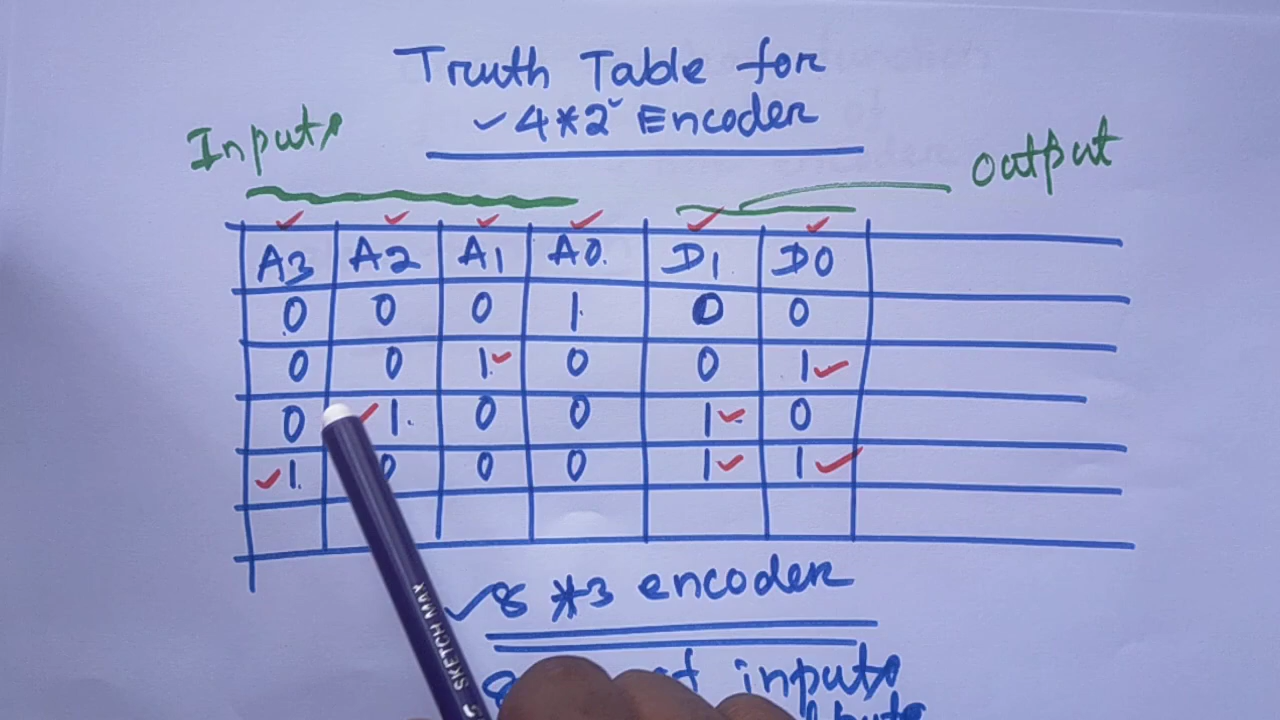 Truth Table for
4*2 Encoder
Inputs
output
A3 A2 A1 A0 D1 D0
0 0 0 1 0 0
0 0 1 0 0 1
0 1 0 0 1 0
1 0 0 0 1 1
8 *3 encoder
8 inputs
SKETCH MAX